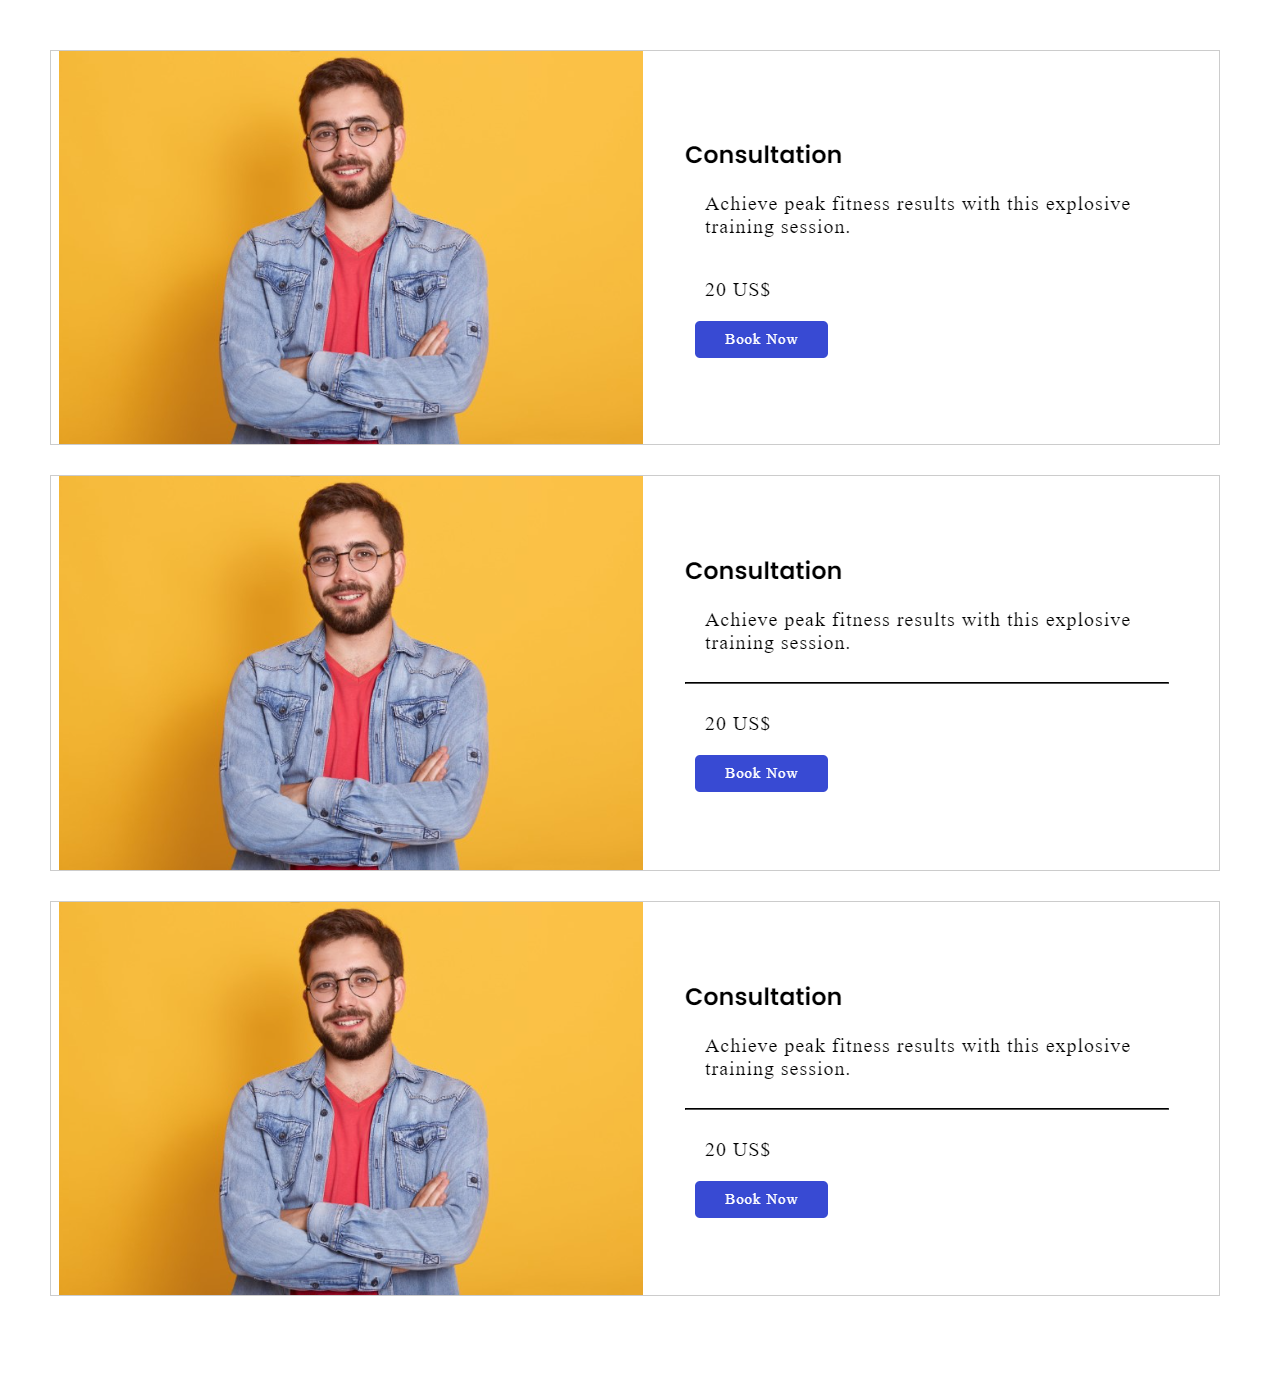 Consultation
Achieve peak fitness results with this explosive
training session.
20 US$
Book Now
Consultation
Achieve peak fitness results with this explosive
training session.
20 US$
Book Now
Consultation
Achieve peak fitness results with this explosive
training session.
20 US$
Book Now